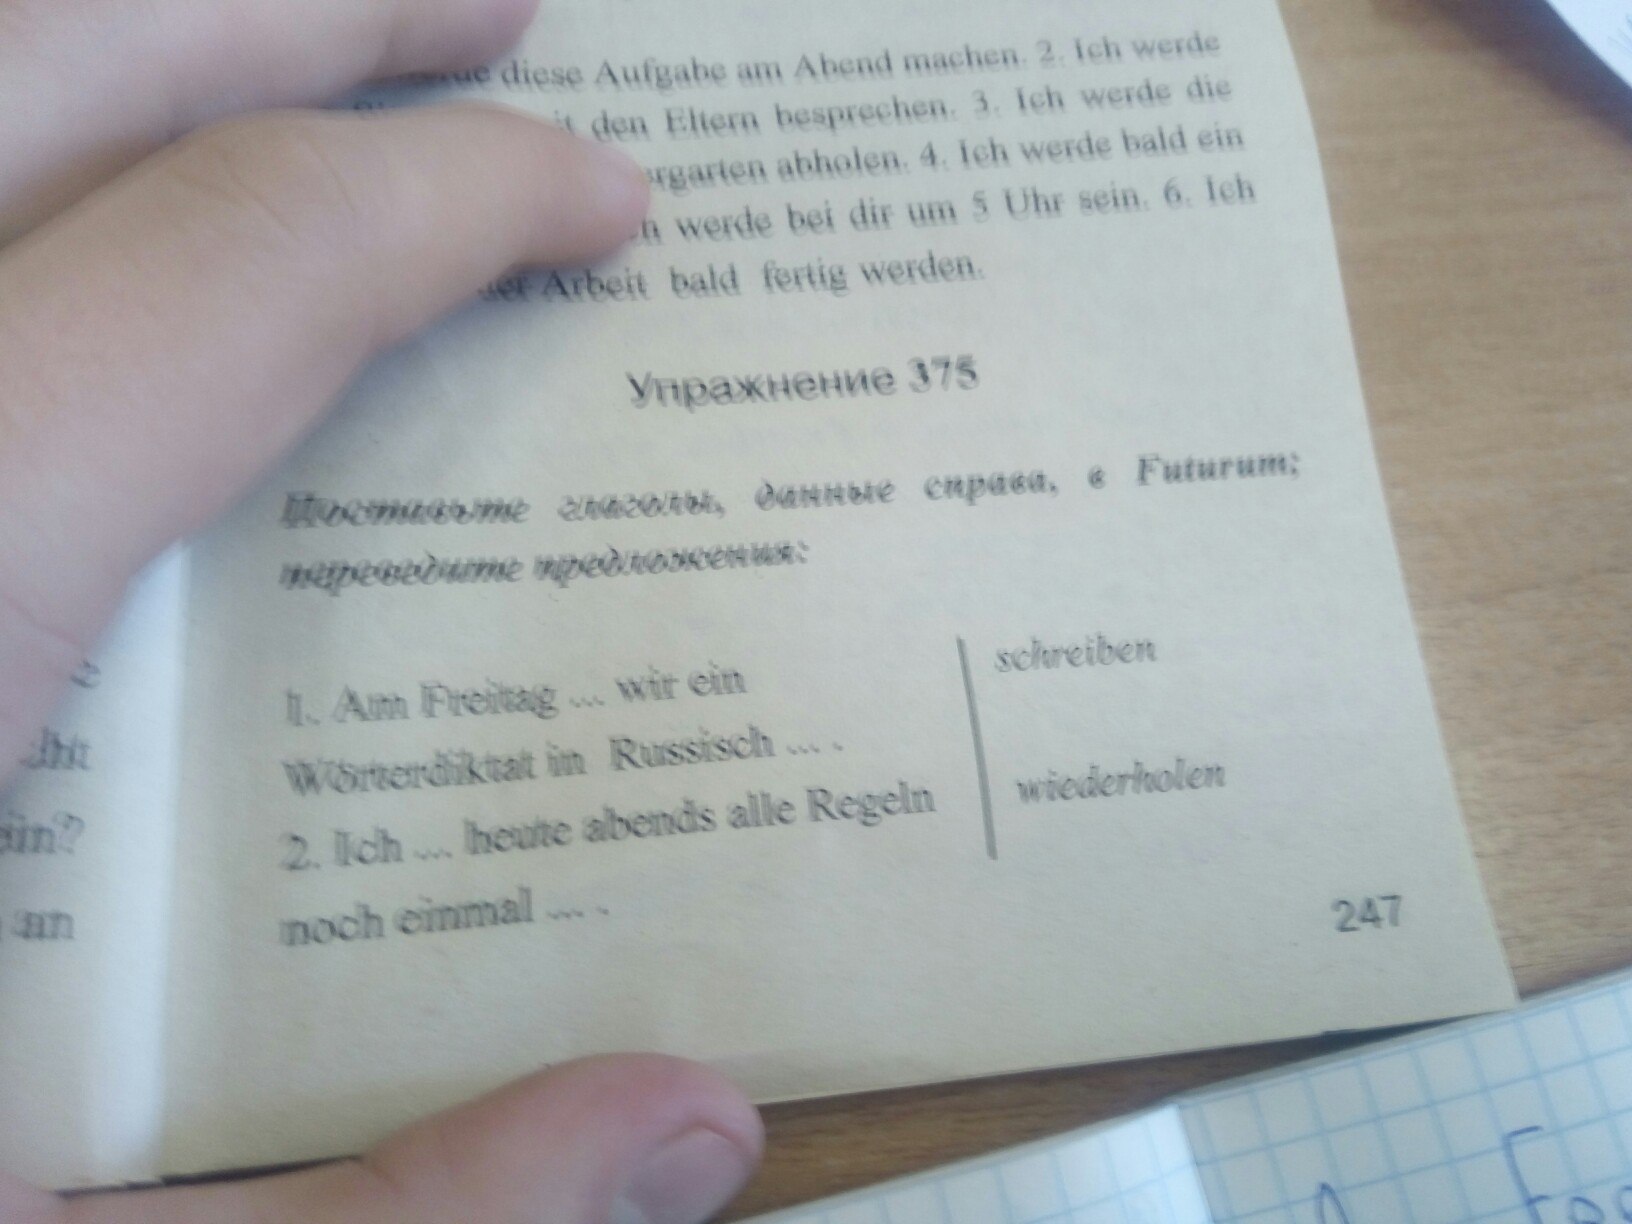 diese Aufgabe am Abend machen. 2. Ich werde
den Eltern besprechen. 3. Ich werde die
abholen. 4. Ich werde bald ein
werde bei dir um 5 Uhr sein. 6. Ich
Arbeit bald fertig werden.
Упражнение 375
Поставьте глаголы, данные справа, в Futurum;
переведите предложения:
1. Am Freitag ... wir ein
schreiben
Wörterdiktat in Russisch ... .
2. Ich ... heute abends alle Regeln
wiederholen
noch einmal ... .
247
an